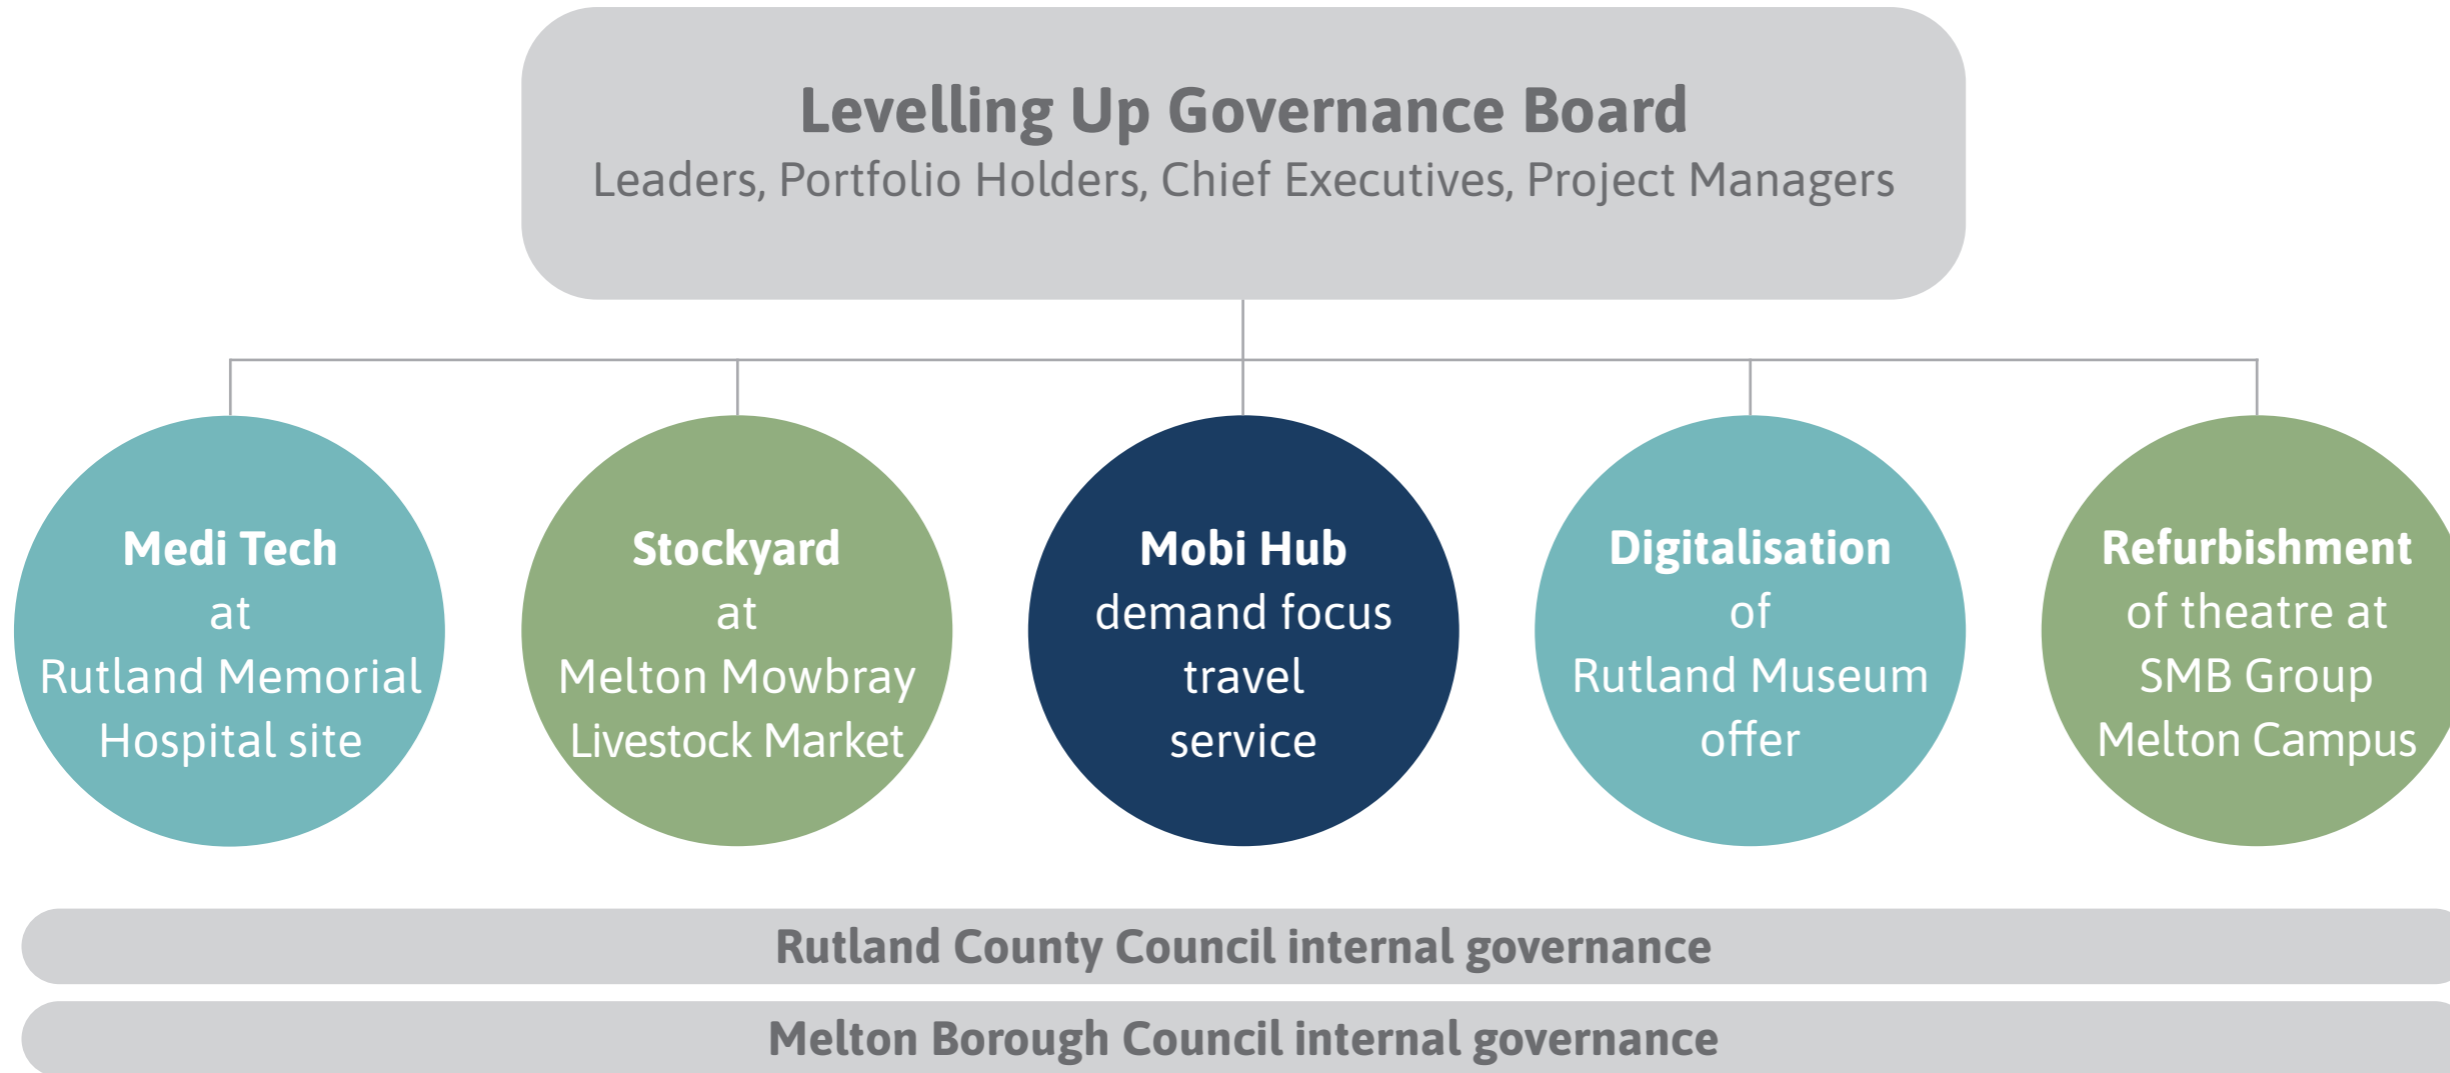 Levelling Up Governance Board
Leaders, Portfolio Holders, Chief Executives, Project Managers
Medi Tech
at
Rutland Memorial
Hospital site
Stockyard
at
Melton Mowbray
Livestock Market
Mobi Hub
demand focus
travel
service
Digitalisation
of
Rutland Museum
offer
Refurbishment
of theatre at
SMB Group
Melton Campus
Rutland County Council internal governance
Melton Borough Council internal governance